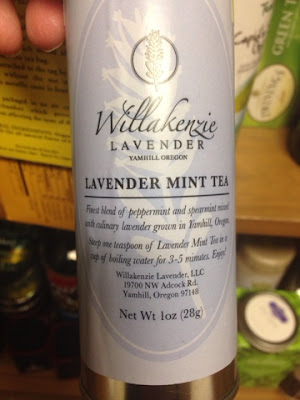 Willakenzie
LAVENDER
YAMHILL OREGON
LAVENDER MINT TEA
Finest blend of peppermint and spearmint mixed
with culinary lavender grown in Yamhill, Oregon.
Steep one teaspoon of Lavender Mint Tea in a
cup of boiling water for 3-5 minutes. Enjoy!
Willakenzie Lavender, LLC
19700 NW Adcock Rd.
Yamhill, Oregon 97148
Net Wt 1oz (28g)
GREEN T